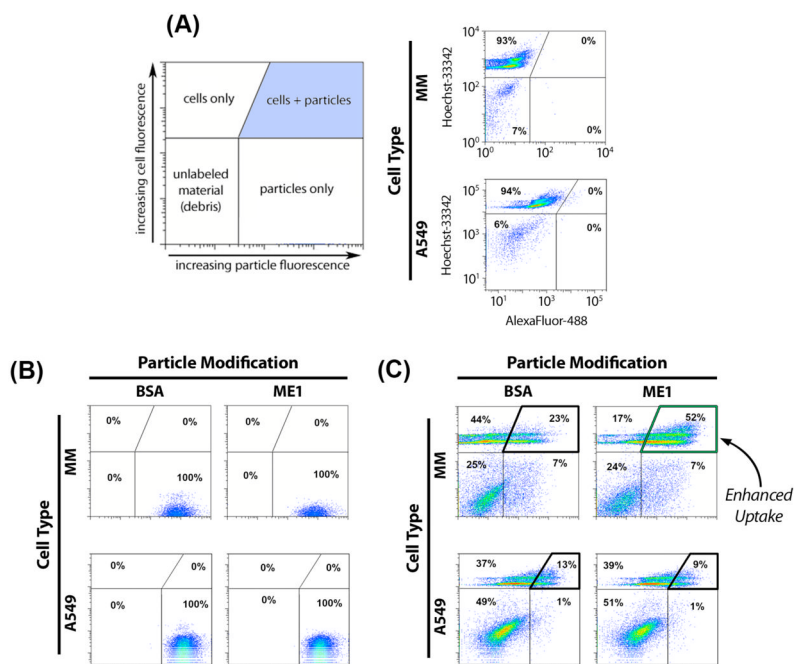 (A)
increasing cell fluorescence
cells only
cells + particles
unlabeled
material
(debris)
particles only
increasing particle fluorescence
Cell Type
MM
Hoechst-33342
10^4
10^2
10^0
93%
0%
7%
0%
10^0
10^2
10^4
A549
Hoechst-33342
10^5
10^3
10^1
94%
0%
6%
0%
10^1
10^3
10^5
AlexaFluor-488
(B)
Particle Modification
BSA
ME1
Cell Type
MM
0%
0%
0%
0%
0%
100%
0%
100%
A549
0%
0%
0%
0%
0%
100%
0%
100%
(C)
Particle Modification
BSA
ME1
Cell Type
MM
44%
23%
17%
52%
25%
7%
24%
7%
Enhanced
Uptake
A549
37%
13%
39%
9%
49%
1%
51%
1%